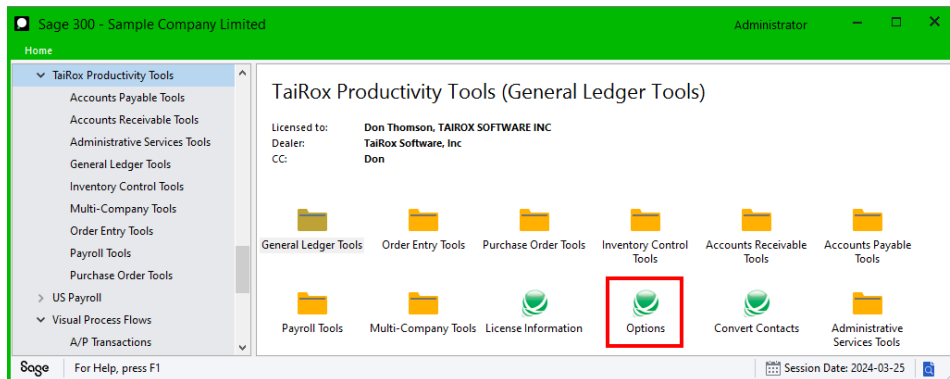 Sage 300 - Sample Company Limited
Administrator
Home
TaiRox Productivity Tools
Accounts Payable Tools
Accounts Receivable Tools
Administrative Services Tools
General Ledger Tools
Inventory Control Tools
Multi-Company Tools
Order Entry Tools
Payroll Tools
Purchase Order Tools
US Payroll
Visual Process Flows
A/P Transactions
TaiRox Productivity Tools (General Ledger Tools)
Licensed to: Don Thomson, TAIROX SOFTWARE INC
Dealer: TaiRox Software, Inc
CC: Don
General Ledger Tools
Order Entry Tools
Purchase Order Tools
Inventory Control
Tools
Accounts Receivable
Tools
Accounts Payable
Tools
Payroll Tools
Multi-Company Tools
License Information
Options
Convert Contacts
Administrative
Services Tools
Sage
For Help, press F1
Session Date: 2024-03-25